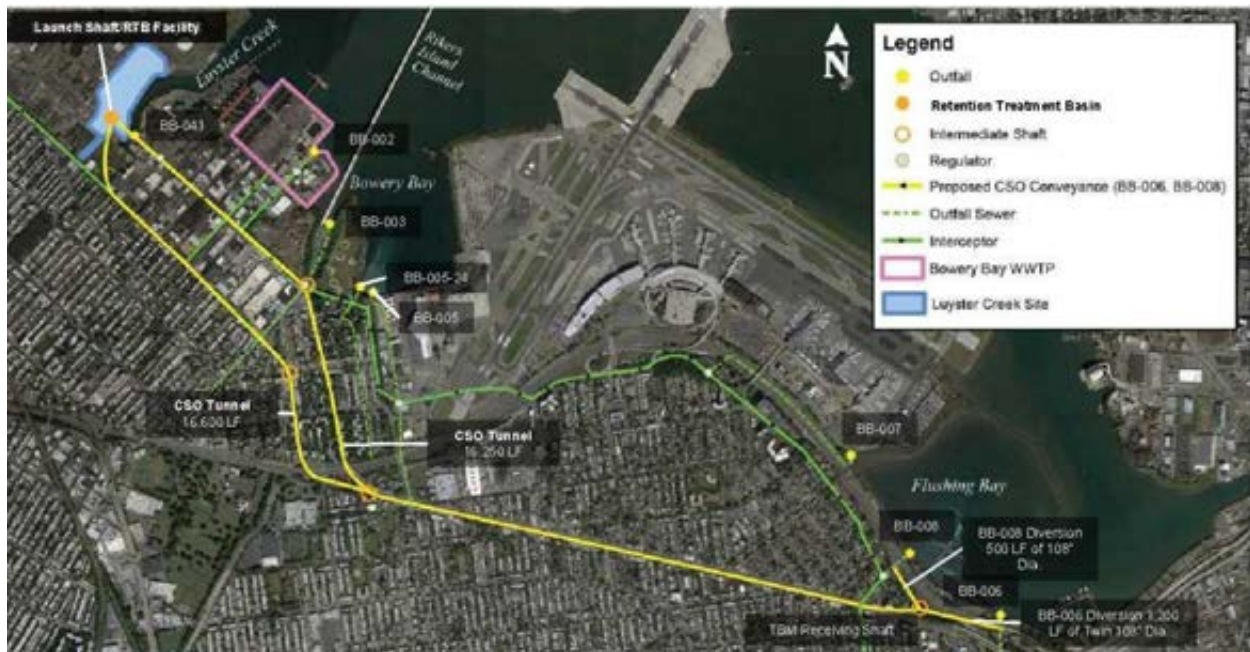 Launch Shaft/RTB Facility
Luyster Creek
Rikers
Island
Channel
N
BB-041
BB-002
Bowery Bay
BB-003
BB-005-24
BB-005
CSO Tunnel
16,600 LF
CSO Tunnel
16,250 LF
BB-007
Flushing Bay
BB-008
BB-008 Diversion
500 LF of 108"
Dia
BB-006
TBM Receiving Shaft
BB-006 Diversion
LF of Twin 108" Dia
Legend
Outfall
Retention Treatment Basin
Intermediate Shaft
Regulator
Proposed CSO Conveyance (BB-006, BB-008)
Outfall Sewer
Interceptor
Bowery Bay WWTP
Luyster Creek Site